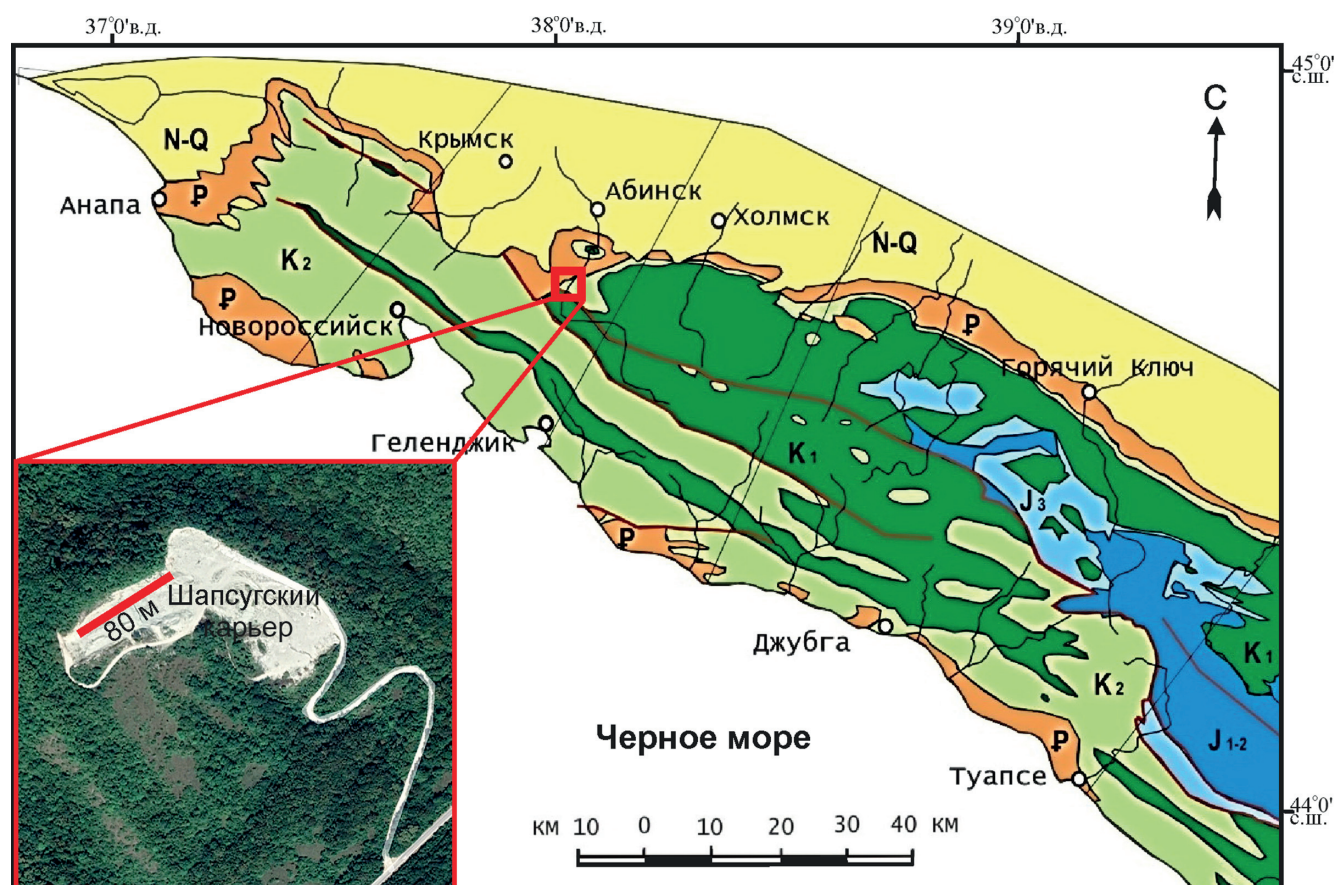 37°0'в.д.
38°0'в.д.
39°0'в.д.
45°0'
с.ш.
С
N-Q
Крымск
Абинск
Холмск
Анапа
₽
K₂
N-Q
₽
Новороссийск
₽
Горячий Ключ
Геленджик
K₁
J₃
₽
Шапсугский
карьер
80 м
Джубга
K₁
K₂
Черное море
₽
J₁₋₂
Туапсе
44°0'
с.ш.
км 10 0 10 20 30 40 км